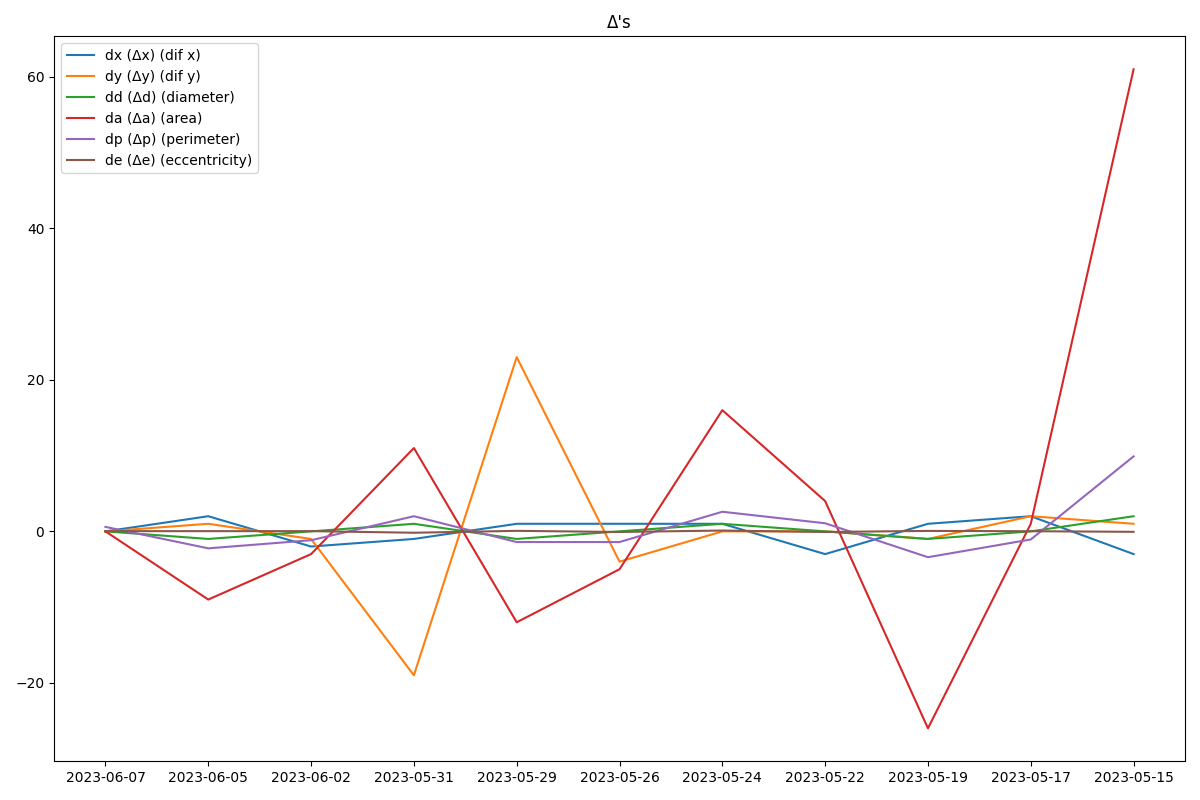 Δ's
dx (Δx) (dif x)
dy (Δy) (dif y)
dd (Δd) (diameter)
da (Δa) (area)
dp (Δp) (perimeter)
de (Δe) (eccentricity)
60
40
20
0
−20
2023-06-07 2023-06-05 2023-06-02 2023-05-31 2023-05-29 2023-05-26 2023-05-24 2023-05-22 2023-05-19 2023-05-17 2023-05-15